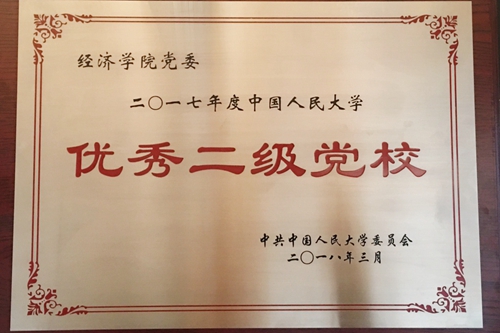 经济学院党委
二〇一七年度中国人民大学
优秀二级党校
中共中国人民大学委员会
二〇一八年三月